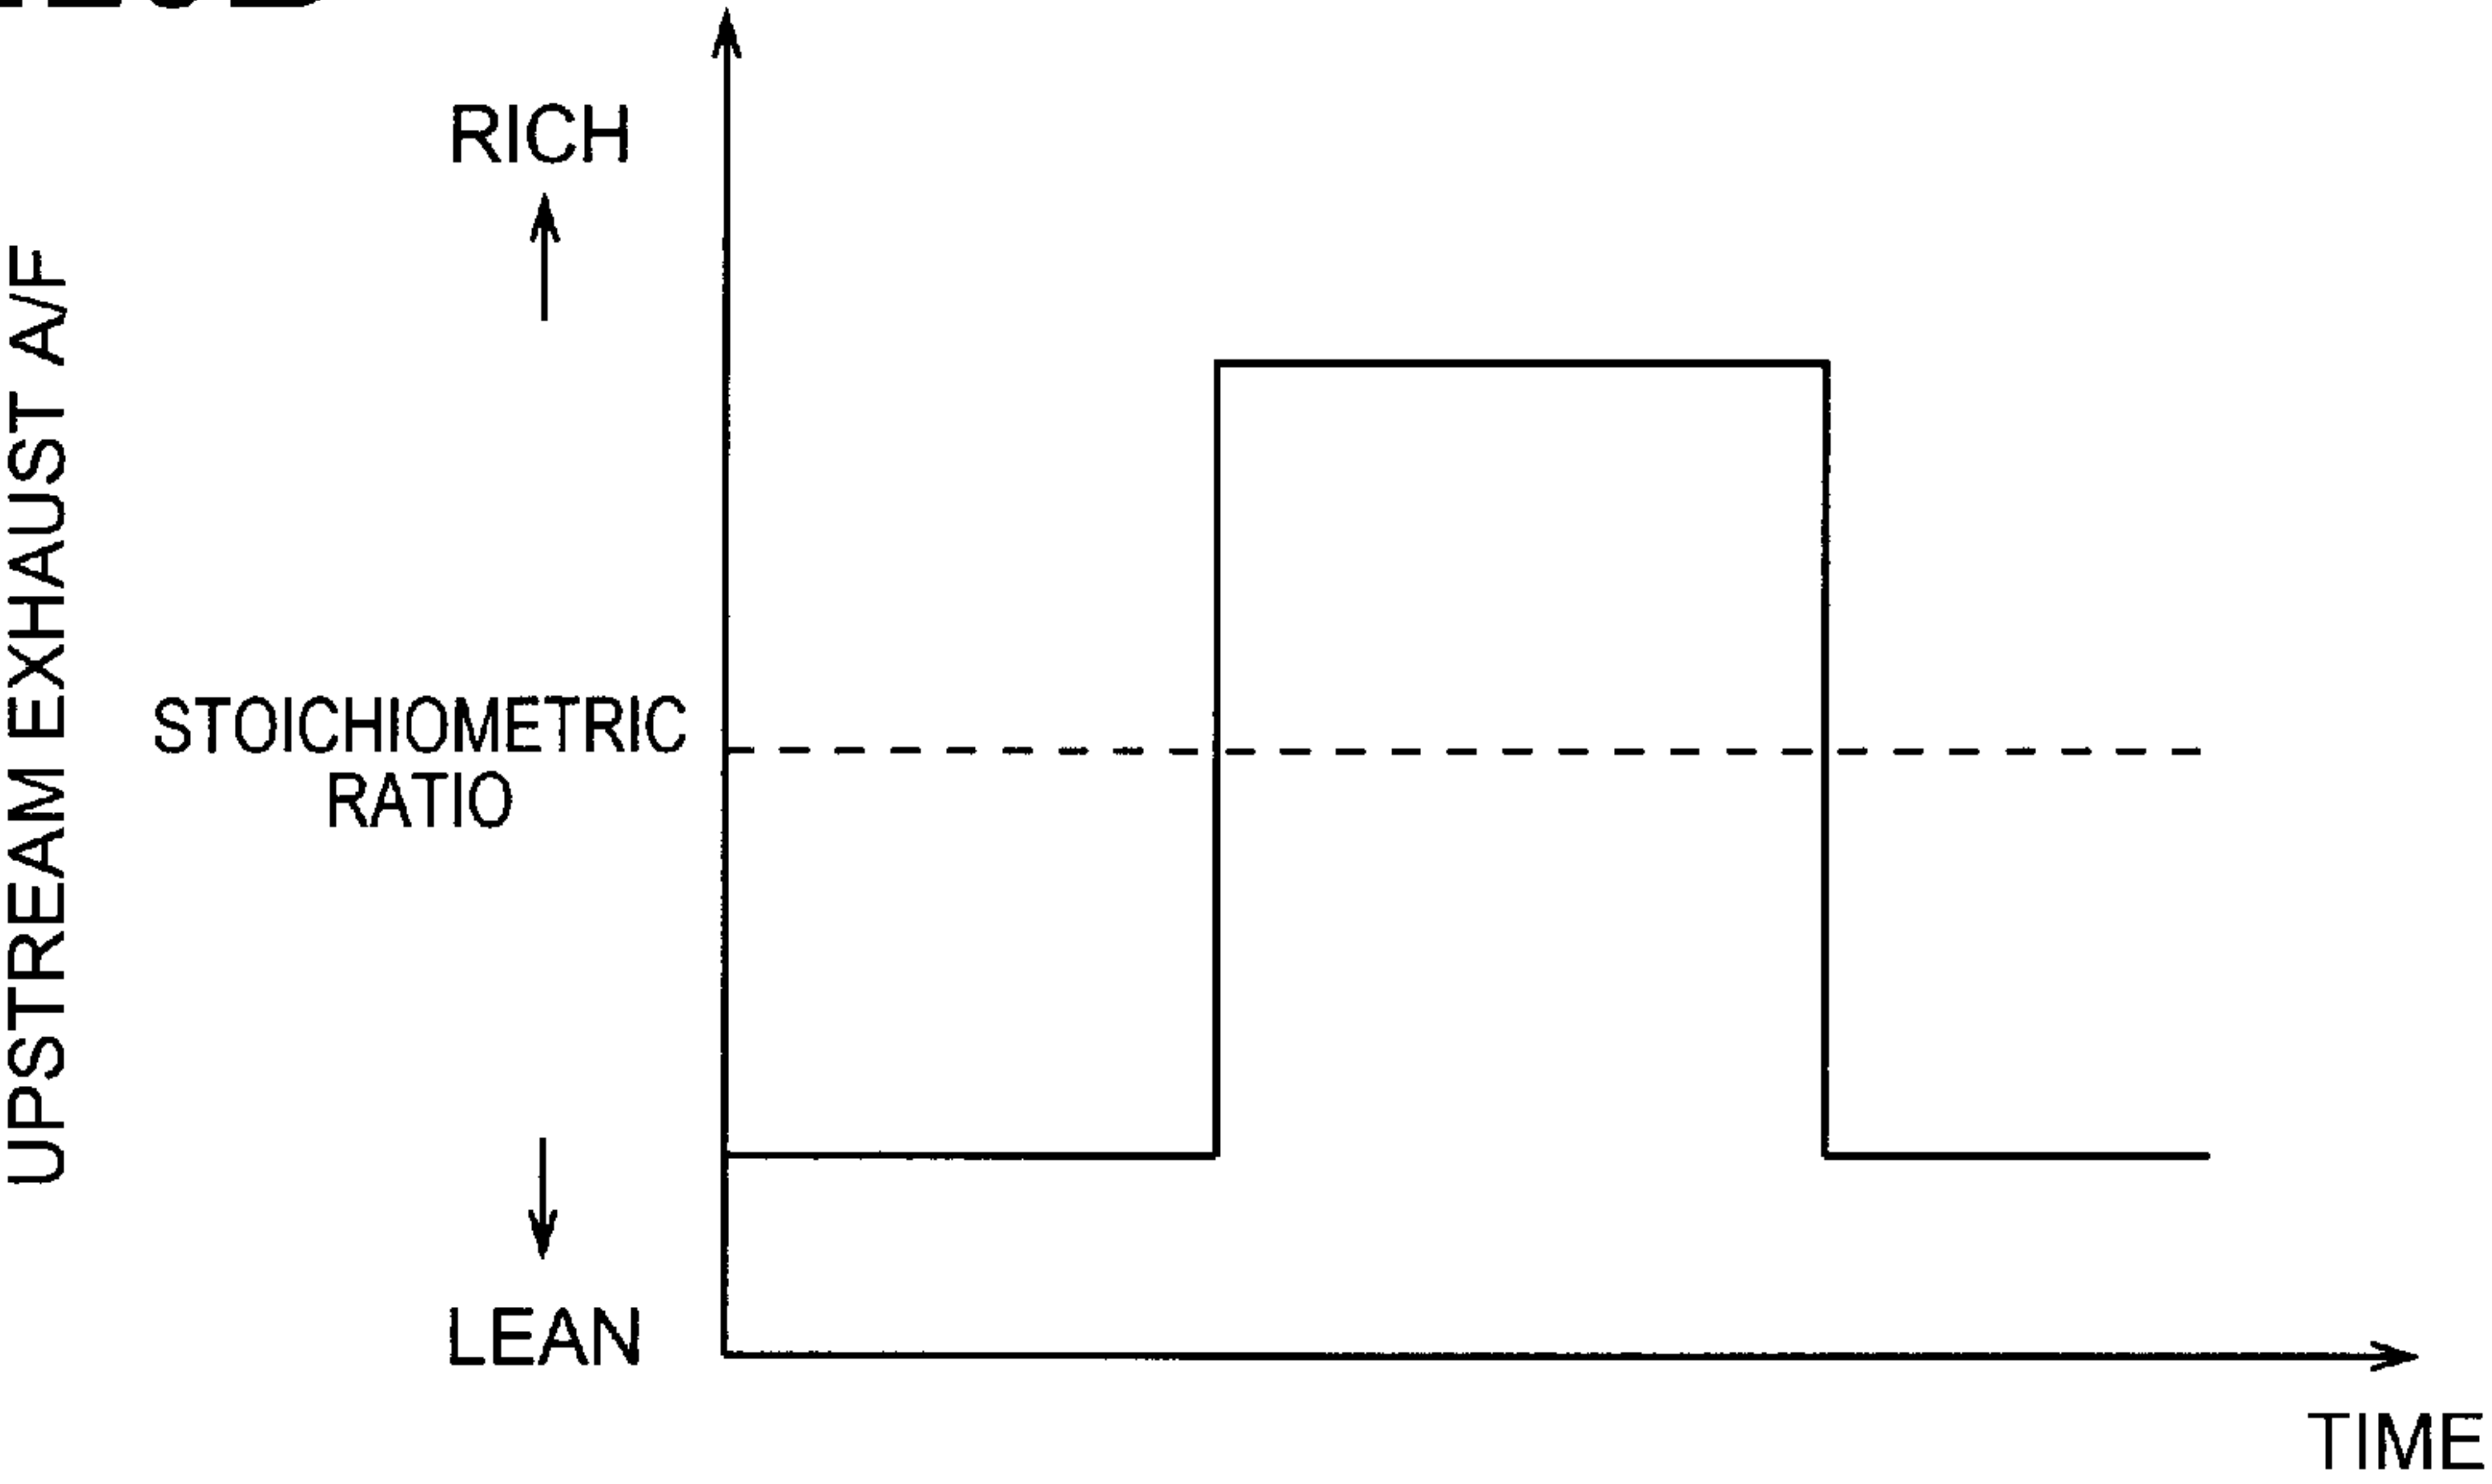 RICH
UPSTREAM EXHAUST A/F
STOICHIOMETRIC
RATIO
LEAN
TIME